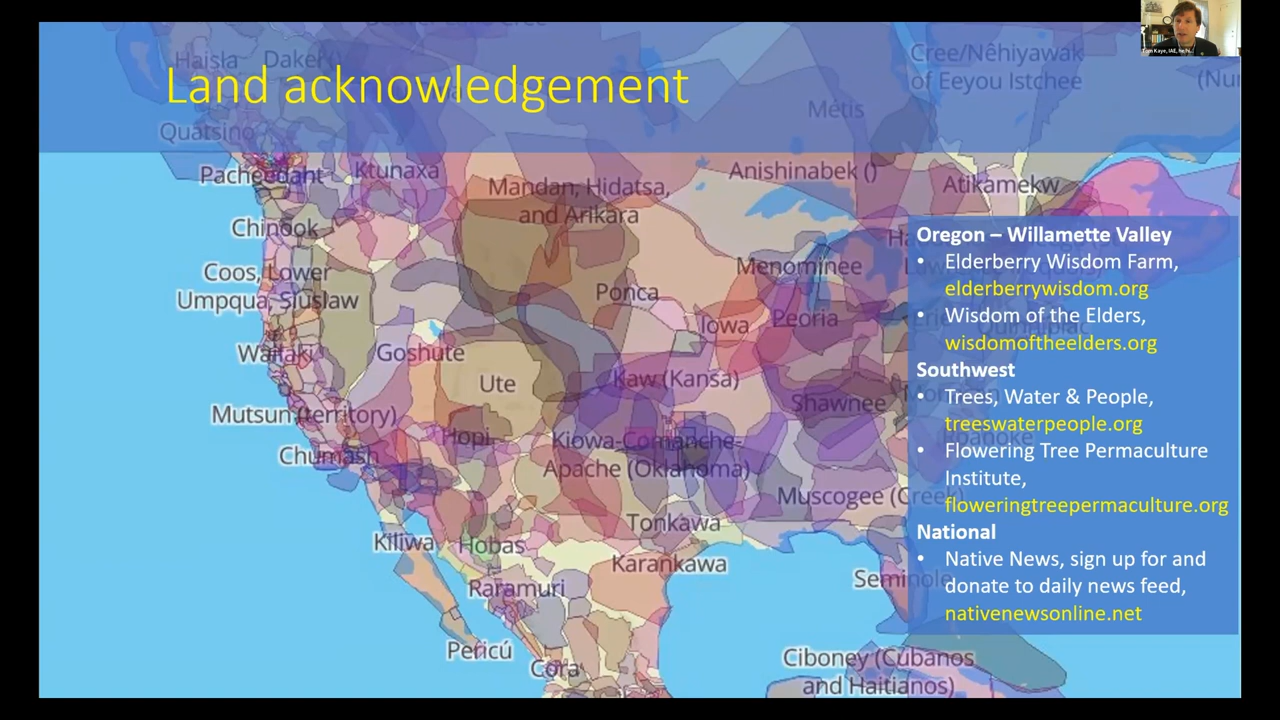 Haisla Dakel ()
Cree/Nêhiyawak
of Eeyou Istchee
Land acknowledgement
Métis
Quatsino
Pacheedaht
Ktunaxa
Mandan, Hidatsa,
and Arikara
Anishinabek ()
Atikamekw
Chinook
Coos, Lower
Umpqua, Siuslaw
Menominee
Ponca
Iowa
Peoria
Goshute
Ute
Kaw (Kansa)
Shawnee
Mutsun (territory)
Hopi
Kiowa-Comanche-
Apache (Oklahoma)
Chumash
Muscogee (Creek)
Tonkawa
Kiliwa
Hobas
Karankawa
Raramuri
Seminole
Pericú
Cora
Ciboney (Cubanos
and Haitianos)
Oregon – Willamette Valley
• Elderberry Wisdom Farm,
elderberrywisdom.org
• Wisdom of the Elders,
wisdomoftheelders.org
Southwest
• Trees, Water & People,
treeswaterpeople.org
• Flowering Tree Permaculture
Institute,
floweringtreepermaculture.org
National
• Native News, sign up for and
donate to daily news feed,
nativenewsonline.net